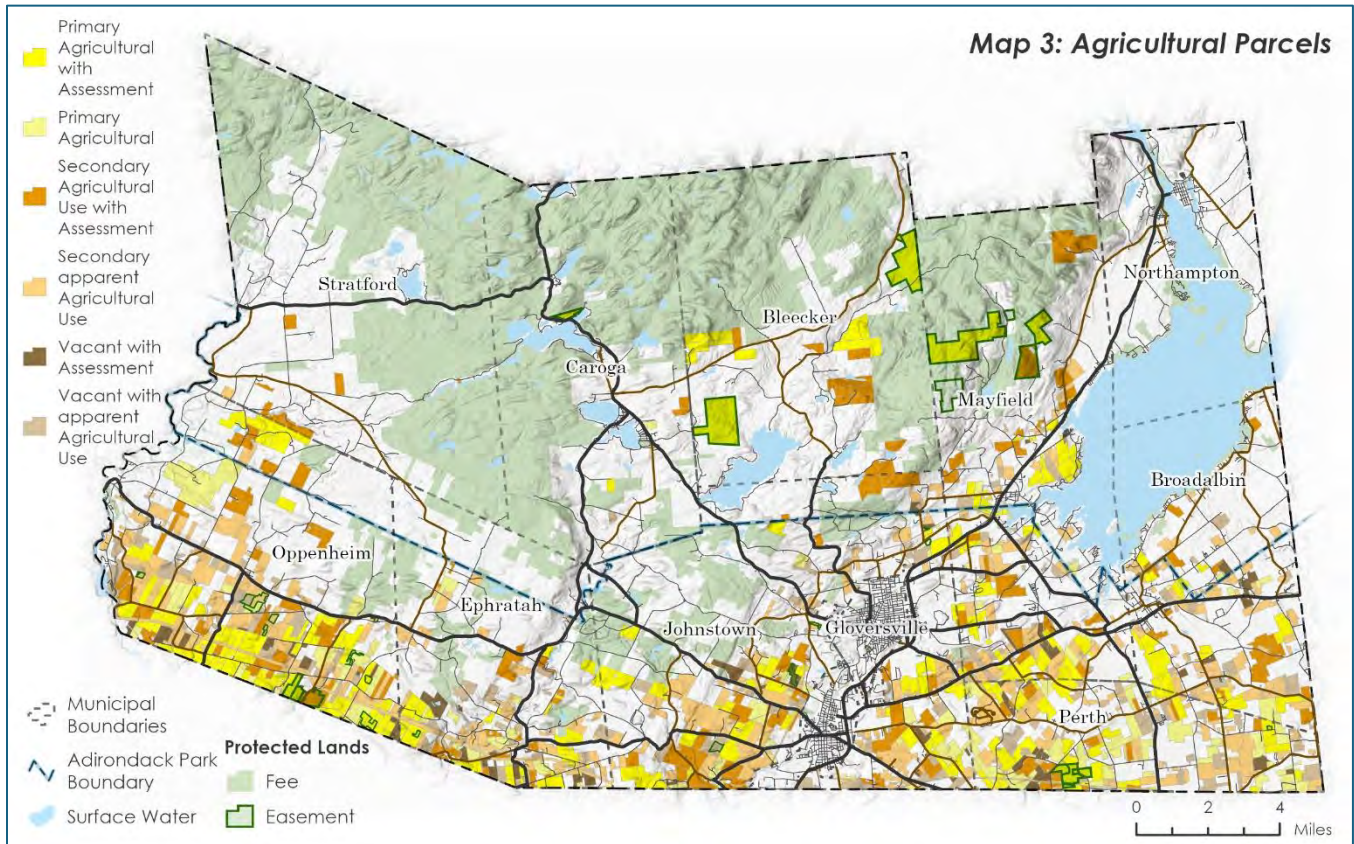 Map 3: Agricultural Parcels
Primary
Agricultural
with
Assessment
Primary
Agricultural
Secondary
Agricultural
Use with
Assessment
Secondary
apparent
Agricultural
Use
Vacant with
Assessment
Vacant with
apparent
Agricultural
Use
Stratford
Caroga
Bleecker
Northampton
Mayfield
Broadalbin
Oppenheim
Ephratah
Johnstown
Gloversville
Perth
Municipal
Boundaries
Adirondack Park
Boundary
Surface Water
Protected Lands
Fee
Easement
0 2 4
Miles